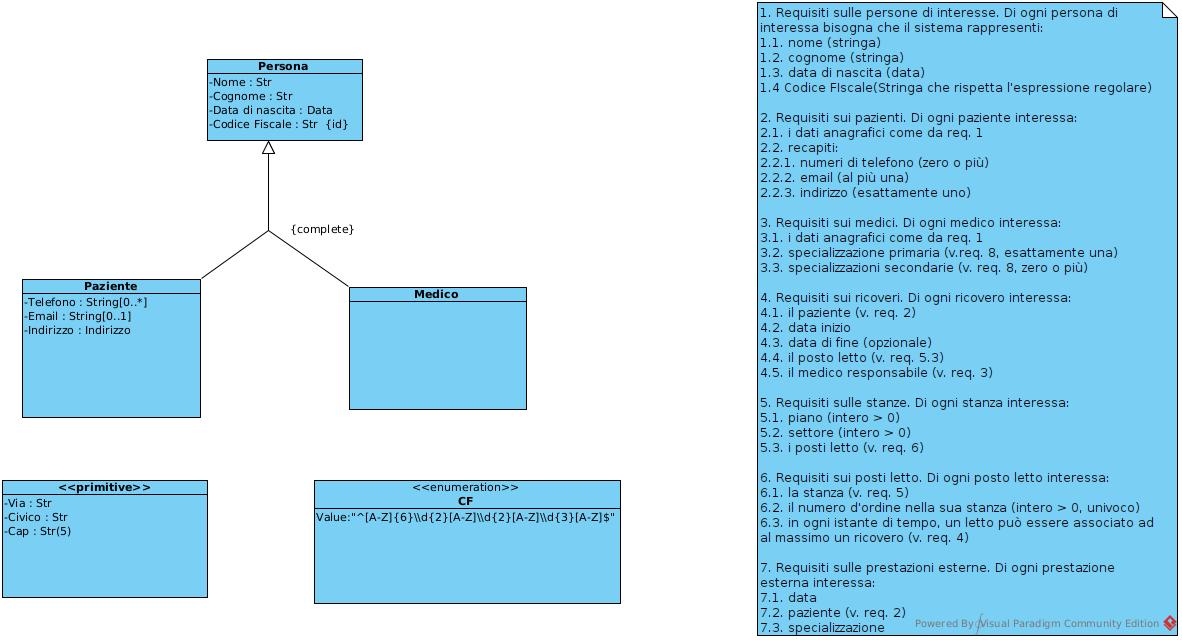 Persona
-Nome : Str
-Cognome : Str
-Data di nascita : Data
-Codice Fiscale : Str {id}
{complete}
Paziente
-Telefono : String[0..*]
-Email : String[0..1]
-Indirizzo : Indirizzo
Medico
<<primitive>>
-Via : Str
-Civico : Str
-Cap : Str(5)
<<enumeration>>
CF
Value:"^[A-Z]{6}\\d{2}[A-Z]\\d{2}[A-Z]\\d{3}[A-Z]$"
1. Requisiti sulle persone di interesse. Di ogni persona di
interessa bisogna che il sistema rappresenti:
1.1. nome (stringa)
1.2. cognome (stringa)
1.3. data di nascita (data)
1.4 Codice FIscale(Stringa che rispetta l'espressione regolare)
2. Requisiti sui pazienti. Di ogni paziente interessa:
2.1. i dati anagrafici come da req. 1
2.2. recapiti:
2.2.1. numeri di telefono (zero o più)
2.2.2. email (al più una)
2.2.3. indirizzo (esattamente uno)
3. Requisiti sui medici. Di ogni medico interessa:
3.1. i dati anagrafici come da req. 1
3.2. specializzazione primaria (v.req. 8, esattamente una)
3.3. specializzazioni secondarie (v. req. 8, zero o più)
4. Requisiti sui ricoveri. Di ogni ricovero interessa:
4.1. il paziente (v. req. 2)
4.2. data inizio
4.3. data di fine (opzionale)
4.4. il posto letto (v. req. 5.3)
4.5. il medico responsabile (v. req. 3)
5. Requisiti sulle stanze. Di ogni stanza interessa:
5.1. piano (intero > 0)
5.2. settore (intero > 0)
5.3. i posti letto (v. req. 6)
6. Requisiti sui posti letto. Di ogni posto letto interessa:
6.1. la stanza (v. req. 5)
6.2. il numero d'ordine nella sua stanza (intero > 0, univoco)
6.3. in ogni istante di tempo, un letto può essere associato ad
al massimo un ricovero (v. req. 4)
7. Requisiti sulle prestazioni esterne. Di ogni prestazione
esterna interessa:
7.1. data
7.2. paziente (v. req. 2)
7.3. specializzazione
Powered By Visual Paradigm Community Edition